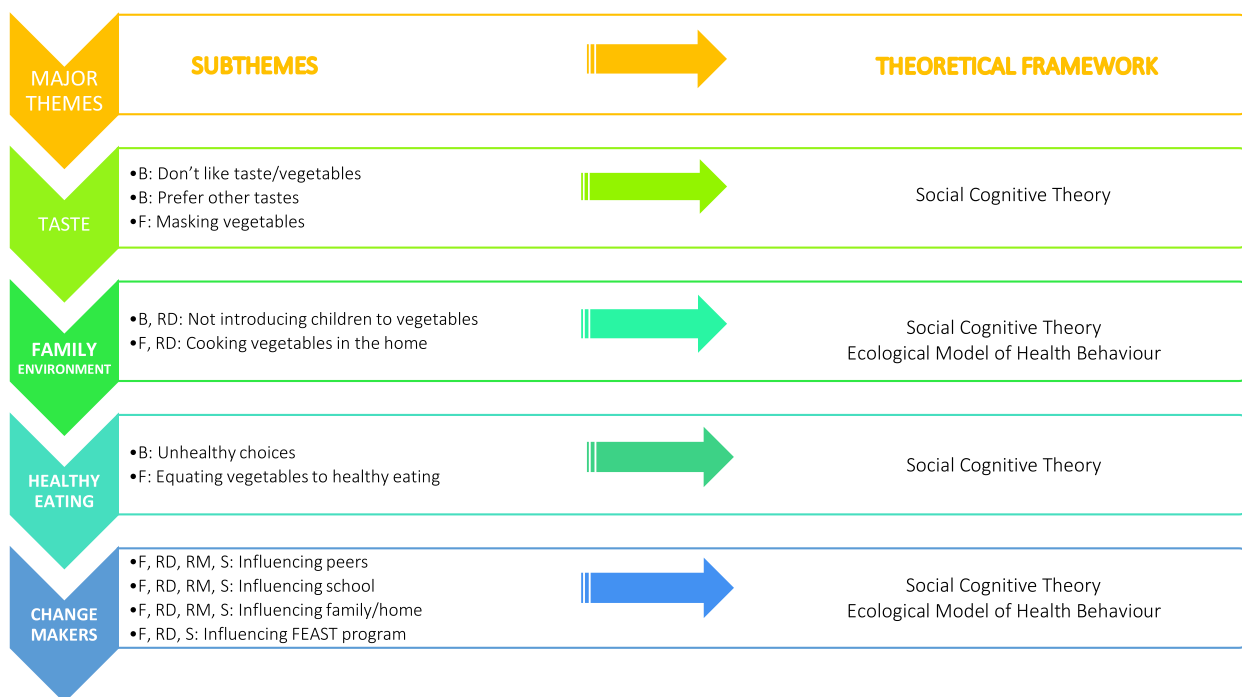 MAJOR
THEMES
SUBTHEMES
THEORETICAL FRAMEWORK
TASTE
•B: Don’t like taste/vegetables
•B: Prefer other tastes
•F: Masking vegetables
Social Cognitive Theory
FAMILY
ENVIRONMENT
•B, RD: Not introducing children to vegetables
•F, RD: Cooking vegetables in the home
Social Cognitive Theory
Ecological Model of Health Behaviour
HEALTHY
EATING
•B: Unhealthy choices
•F: Equating vegetables to healthy eating
Social Cognitive Theory
CHANGE
MAKERS
•F, RD, RM, S: Influencing peers
•F, RD, RM, S: Influencing school
•F, RD, RM, S: Influencing family/home
•F, RD, S: Influencing FEAST program
Social Cognitive Theory
Ecological Model of Health Behaviour